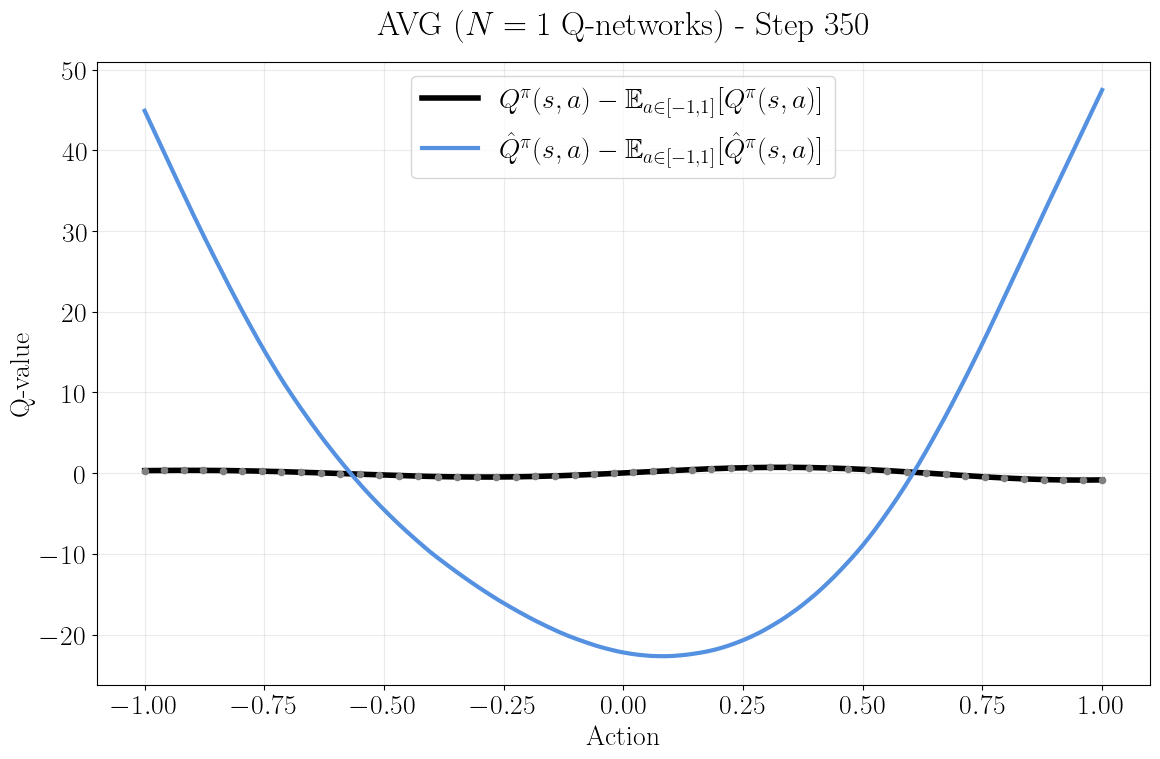 AVG (N = 1 Q-networks) - Step 350
Q^π(s, a) − 𝔼_{a∈[−1,1]}[Q^π(s, a)]
Q̂^π(s, a) − 𝔼_{a∈[−1,1]}[Q̂^π(s, a)]
50
40
30
20
10
0
−10
−20
Q-value
−1.00 −0.75 −0.50 −0.25 0.00 0.25 0.50 0.75 1.00
Action